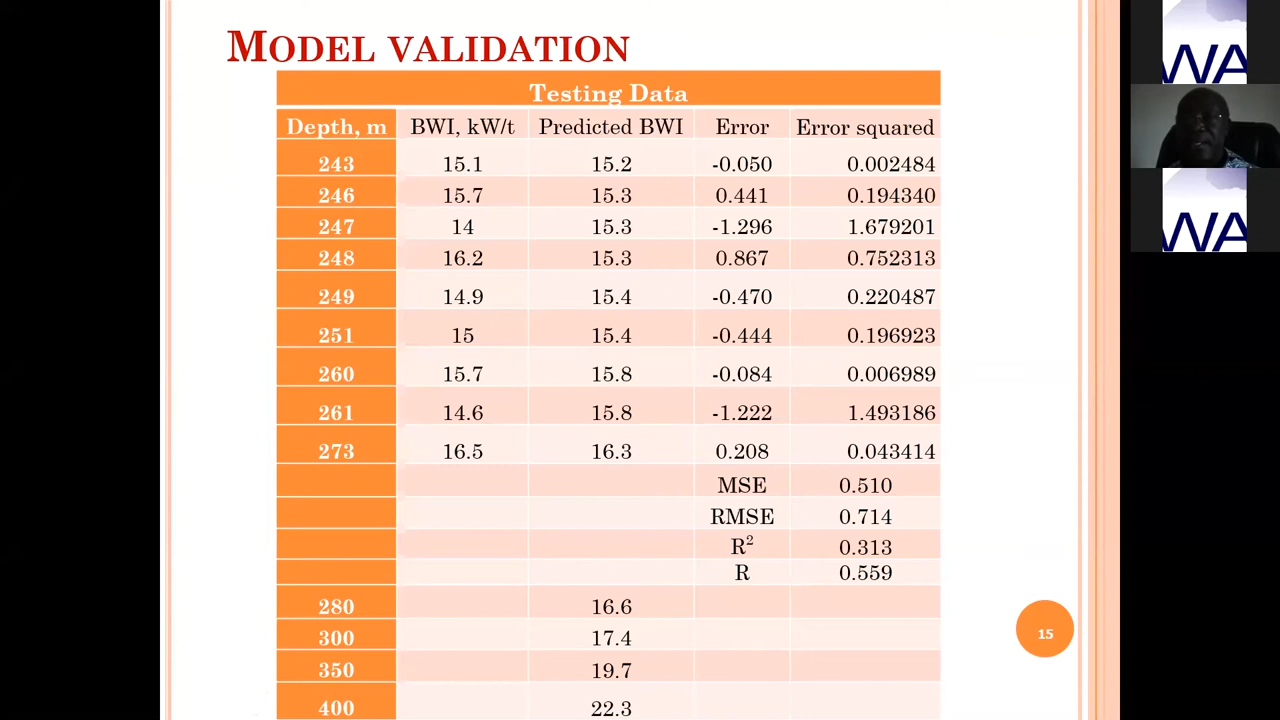 MODEL VALIDATION
Testing Data
Depth, m BWI, kW/t Predicted BWI Error Error squared
243 15.1 15.2 -0.050 0.002484
246 15.7 15.3 0.441 0.194340
247 14 15.3 -1.296 1.679201
248 16.2 15.3 0.867 0.752313
249 14.9 15.4 -0.470 0.220487
251 15 15.4 -0.444 0.196923
260 15.7 15.8 -0.084 0.006989
261 14.6 15.8 -1.222 1.493186
273 16.5 16.3 0.208 0.043414
MSE 0.510
RMSE 0.714
R² 0.313
R 0.559
280 16.6
300 17.4
350 19.7
400 22.3
15
WA
WA